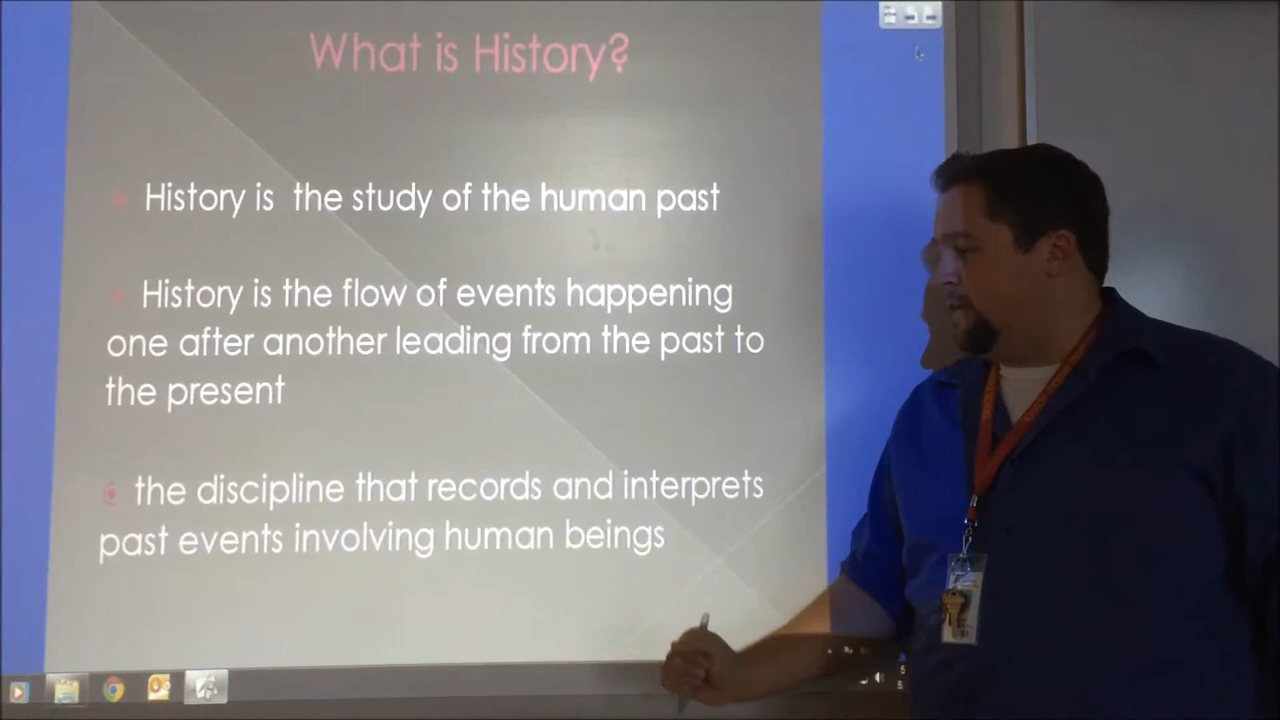 What is History?
History is the study of the human past
History is the flow of events happening
one after another leading from the past to
the present
the discipline that records and interprets
past events involving human beings